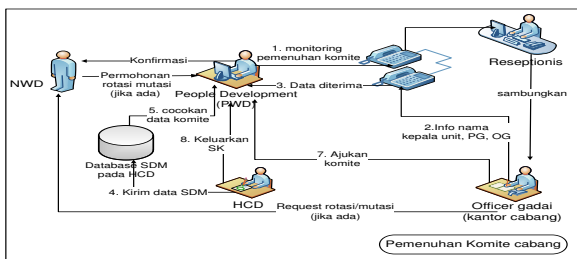 Konfirmasi
1. monitoring
pemenuhan komite
Reseptionis
NWD
Permohonan
rotasi mutasi
(jika ada)
People Development
(PWD)
3. Data diterima
sambungkan
5. cocokan
data komite
2.Info nama
kepala unit, PG, OG
8. Keluarkan
SK
7. Ajukan
komite
Database SDM
pada HCD
4. Kirim data SDM
HCD
Request rotasi/mutasi
(jika ada)
Officer gadai
(kantor cabang)
Pemenuhan Komite cabang